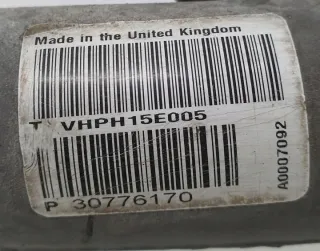 Made in the United Kingdom
T VHPH15E005
P 30776170
A0007092